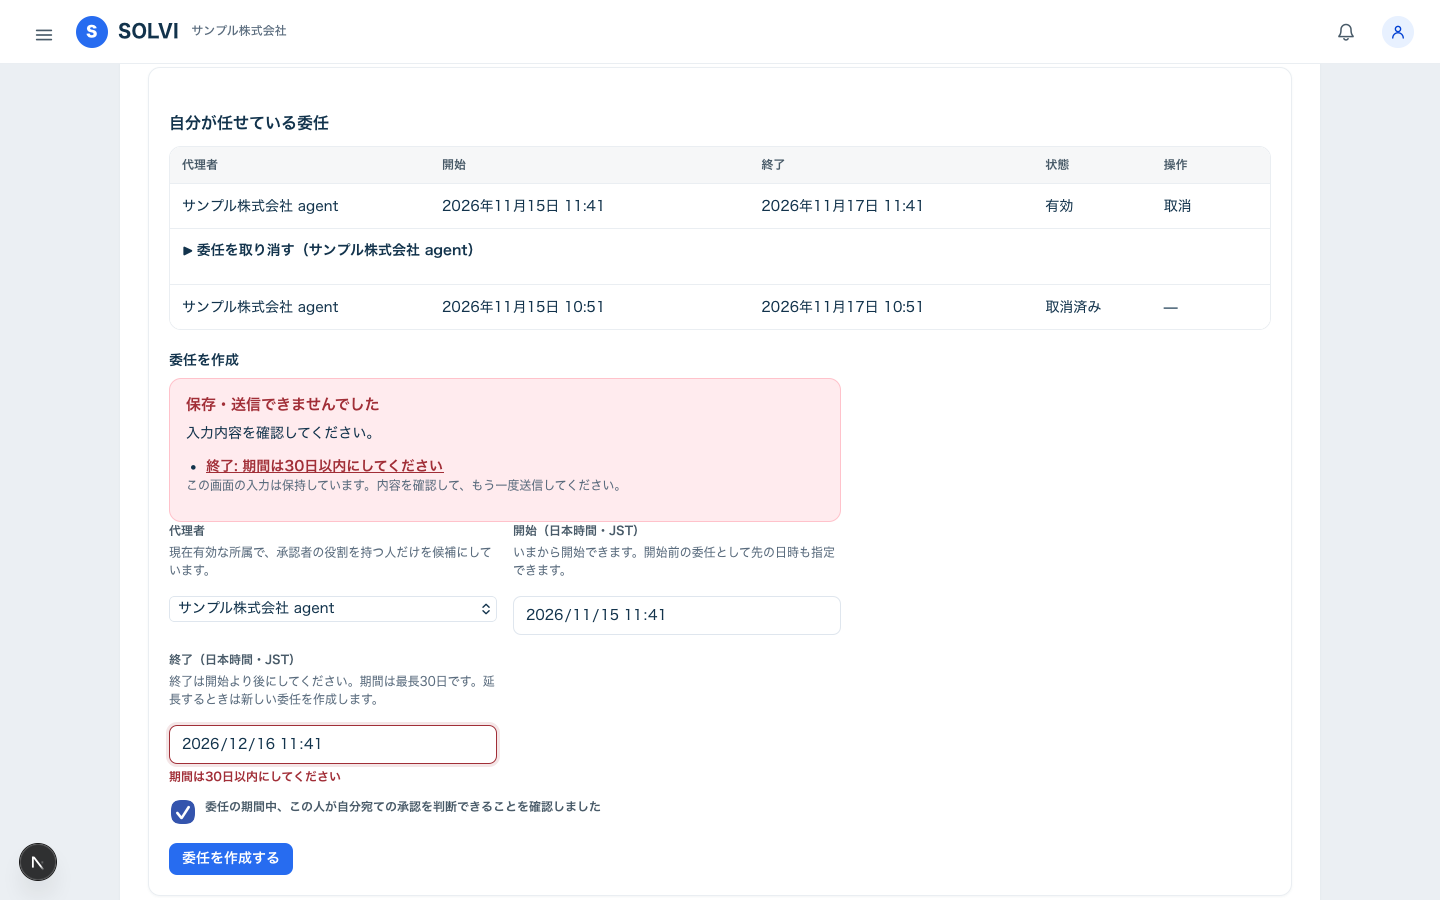 S SOLVI サンプル株式会社
自分が任せている委任
代理者 開始 終了 状態 操作
サンプル株式会社 agent 2026年11月15日 11:41 2026年11月17日 11:41 有効 取消
▶ 委任を取り消す（サンプル株式会社 agent）
サンプル株式会社 agent 2026年11月15日 10:51 2026年11月17日 10:51 取消済み —
委任を作成
保存・送信できませんでした
入力内容を確認してください。
• 終了: 期間は30日以内にしてください
この画面の入力は保持しています。内容を確認して、もう一度送信してください。
代理者
現在有効な所属で、承認者の役割を持つ人だけを候補にして
います。
サンプル株式会社 agent
開始（日本時間・JST）
いまから開始できます。開始前の委任として先の日時も指定
できます。
2026/11/15 11:41
終了（日本時間・JST）
終了は開始より後にしてください。期間は最長30日です。延
長するときは新しい委任を作成します。
2026/12/16 11:41
期間は30日以内にしてください
委任の期間中、この人が自分宛ての承認を判断できることを確認しました
委任を作成する
N